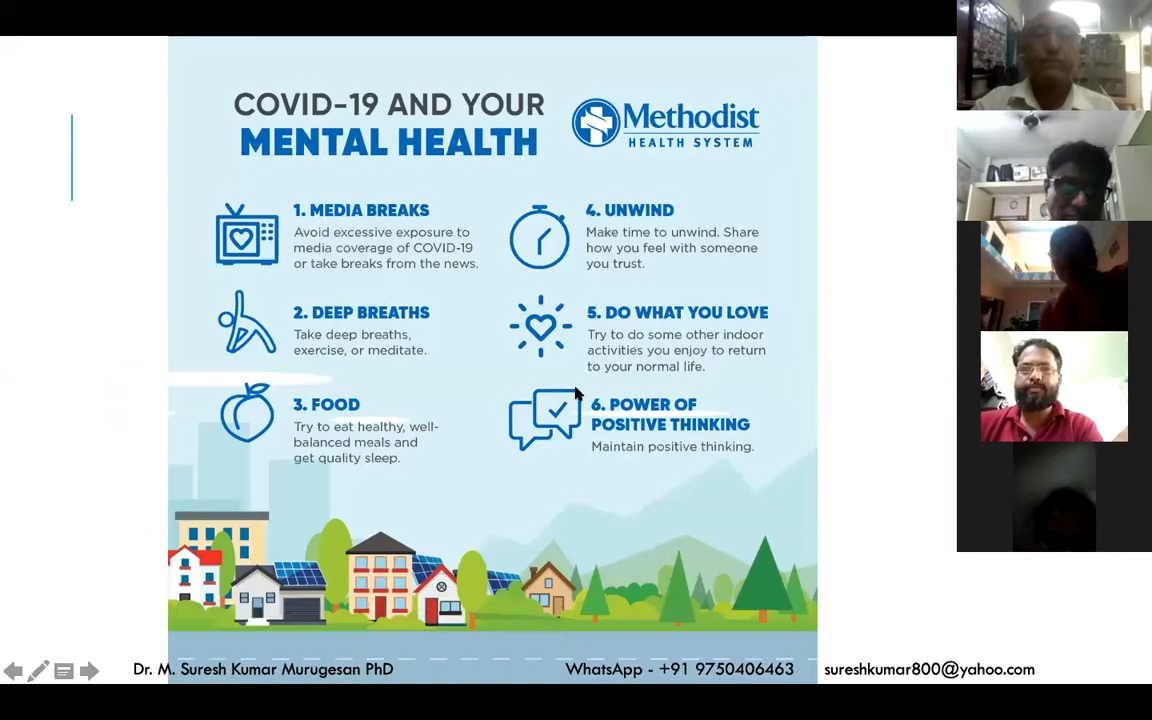 COVID-19 AND YOUR
MENTAL HEALTH
Methodist
HEALTH SYSTEM
1. MEDIA BREAKS
Avoid excessive exposure to
media coverage of COVID-19
or take breaks from the news.
2. DEEP BREATHS
Take deep breaths,
exercise, or meditate.
3. FOOD
Try to eat healthy, well-
balanced meals and
get quality sleep.
4. UNWIND
Make time to unwind. Share
how you feel with someone
you trust.
5. DO WHAT YOU LOVE
Try to do some other indoor
activities you enjoy to return
to your normal life.
6. POWER OF
POSITIVE THINKING
Maintain positive thinking.
Dr. M. Suresh Kumar Murugesan PhD
WhatsApp - +91 9750406463
sureshkumar800@yahoo.com